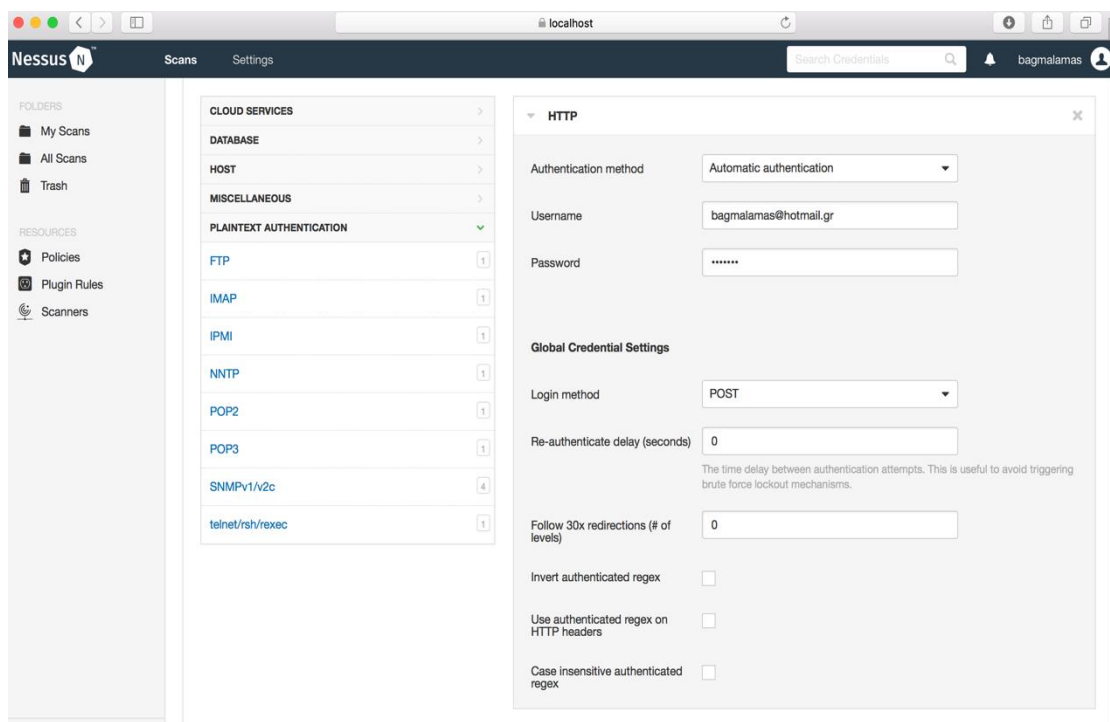 localhost
Nessus N
Scans
Settings
Search Credentials
bagmalamas
FOLDERS
My Scans
All Scans
Trash
RESOURCES
Policies
Plugin Rules
Scanners
CLOUD SERVICES
DATABASE
HOST
MISCELLANEOUS
PLAINTEXT AUTHENTICATION
FTP 1
IMAP 1
IPMI 1
NNTP 1
POP2 1
POP3 1
SNMPv1/v2c 4
telnet/rsh/rexec 1
HTTP
Authentication method Automatic authentication
Username bagmalamas@hotmail.gr
Password •••••••
Global Credential Settings
Login method POST
Re-authenticate delay (seconds) 0
The time delay between authentication attempts. This is useful to avoid triggering
brute force lockout mechanisms.
Follow 30x redirections (# of
levels) 0
Invert authenticated regex
Use authenticated regex on
HTTP headers
Case insensitive authenticated
regex